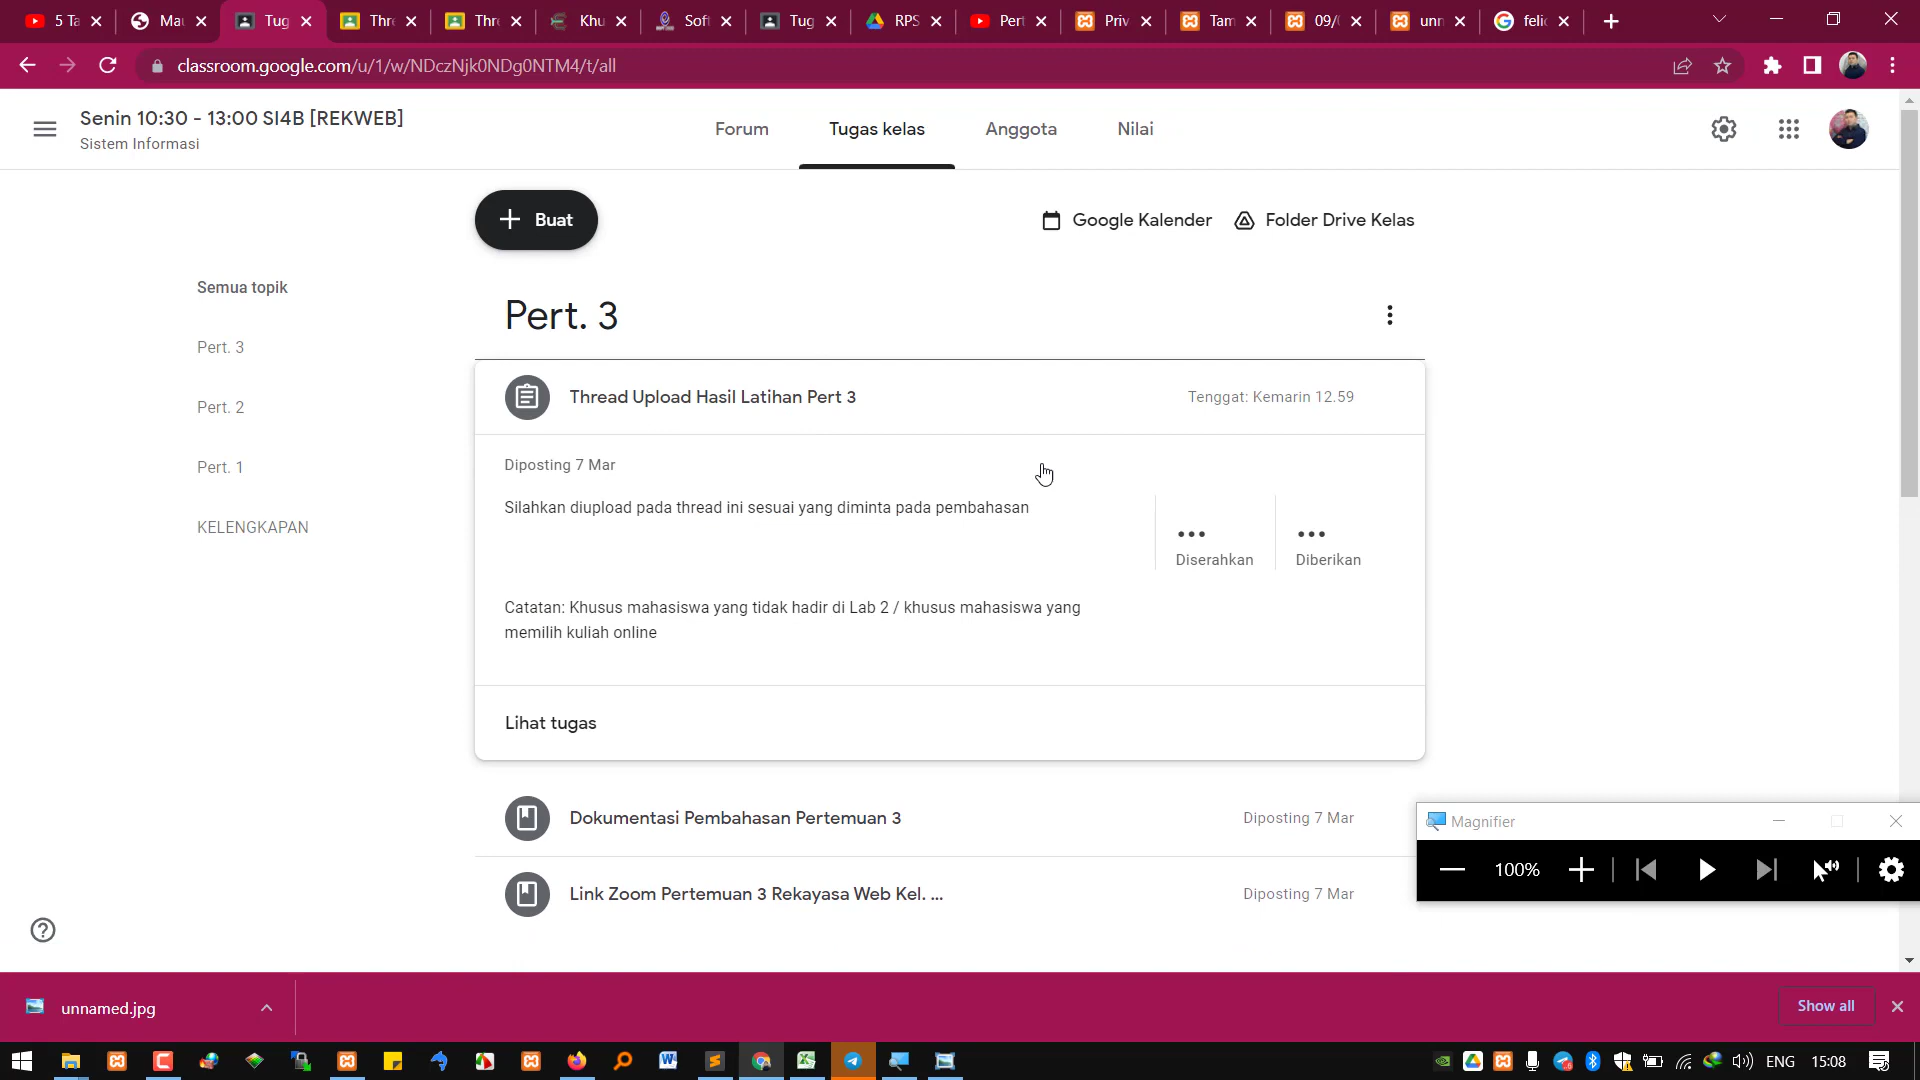 5 Ta
Mau
Tug
Thre
Thre
Khu
Soft
Tug
RPS
Pert
Priv
Tam
09/
unn
felic
classroom.google.com/u/1/w/NDczNjk0NDg0NTM4/t/all
Senin 10:30 - 13:00 SI4B [REKWEB]
Sistem Informasi
Forum
Tugas kelas
Anggota
Nilai
Buat
Google Kalender
Folder Drive Kelas
Semua topik
Pert. 3
Pert. 2
Pert. 1
KELENGKAPAN
Pert. 3
Thread Upload Hasil Latihan Pert 3
Tenggat: Kemarin 12.59
Diposting 7 Mar
Silahkan diupload pada thread ini sesuai yang diminta pada pembahasan
Diserahkan
Diberikan
Catatan: Khusus mahasiswa yang tidak hadir di Lab 2 / khusus mahasiswa yang
memilih kuliah online
Lihat tugas
Dokumentasi Pembahasan Pertemuan 3
Diposting 7 Mar
Link Zoom Pertemuan 3 Rekayasa Web Kel. ...
Diposting 7 Mar
Magnifier
100%
unnamed.jpg
Show all
ENG
15:08